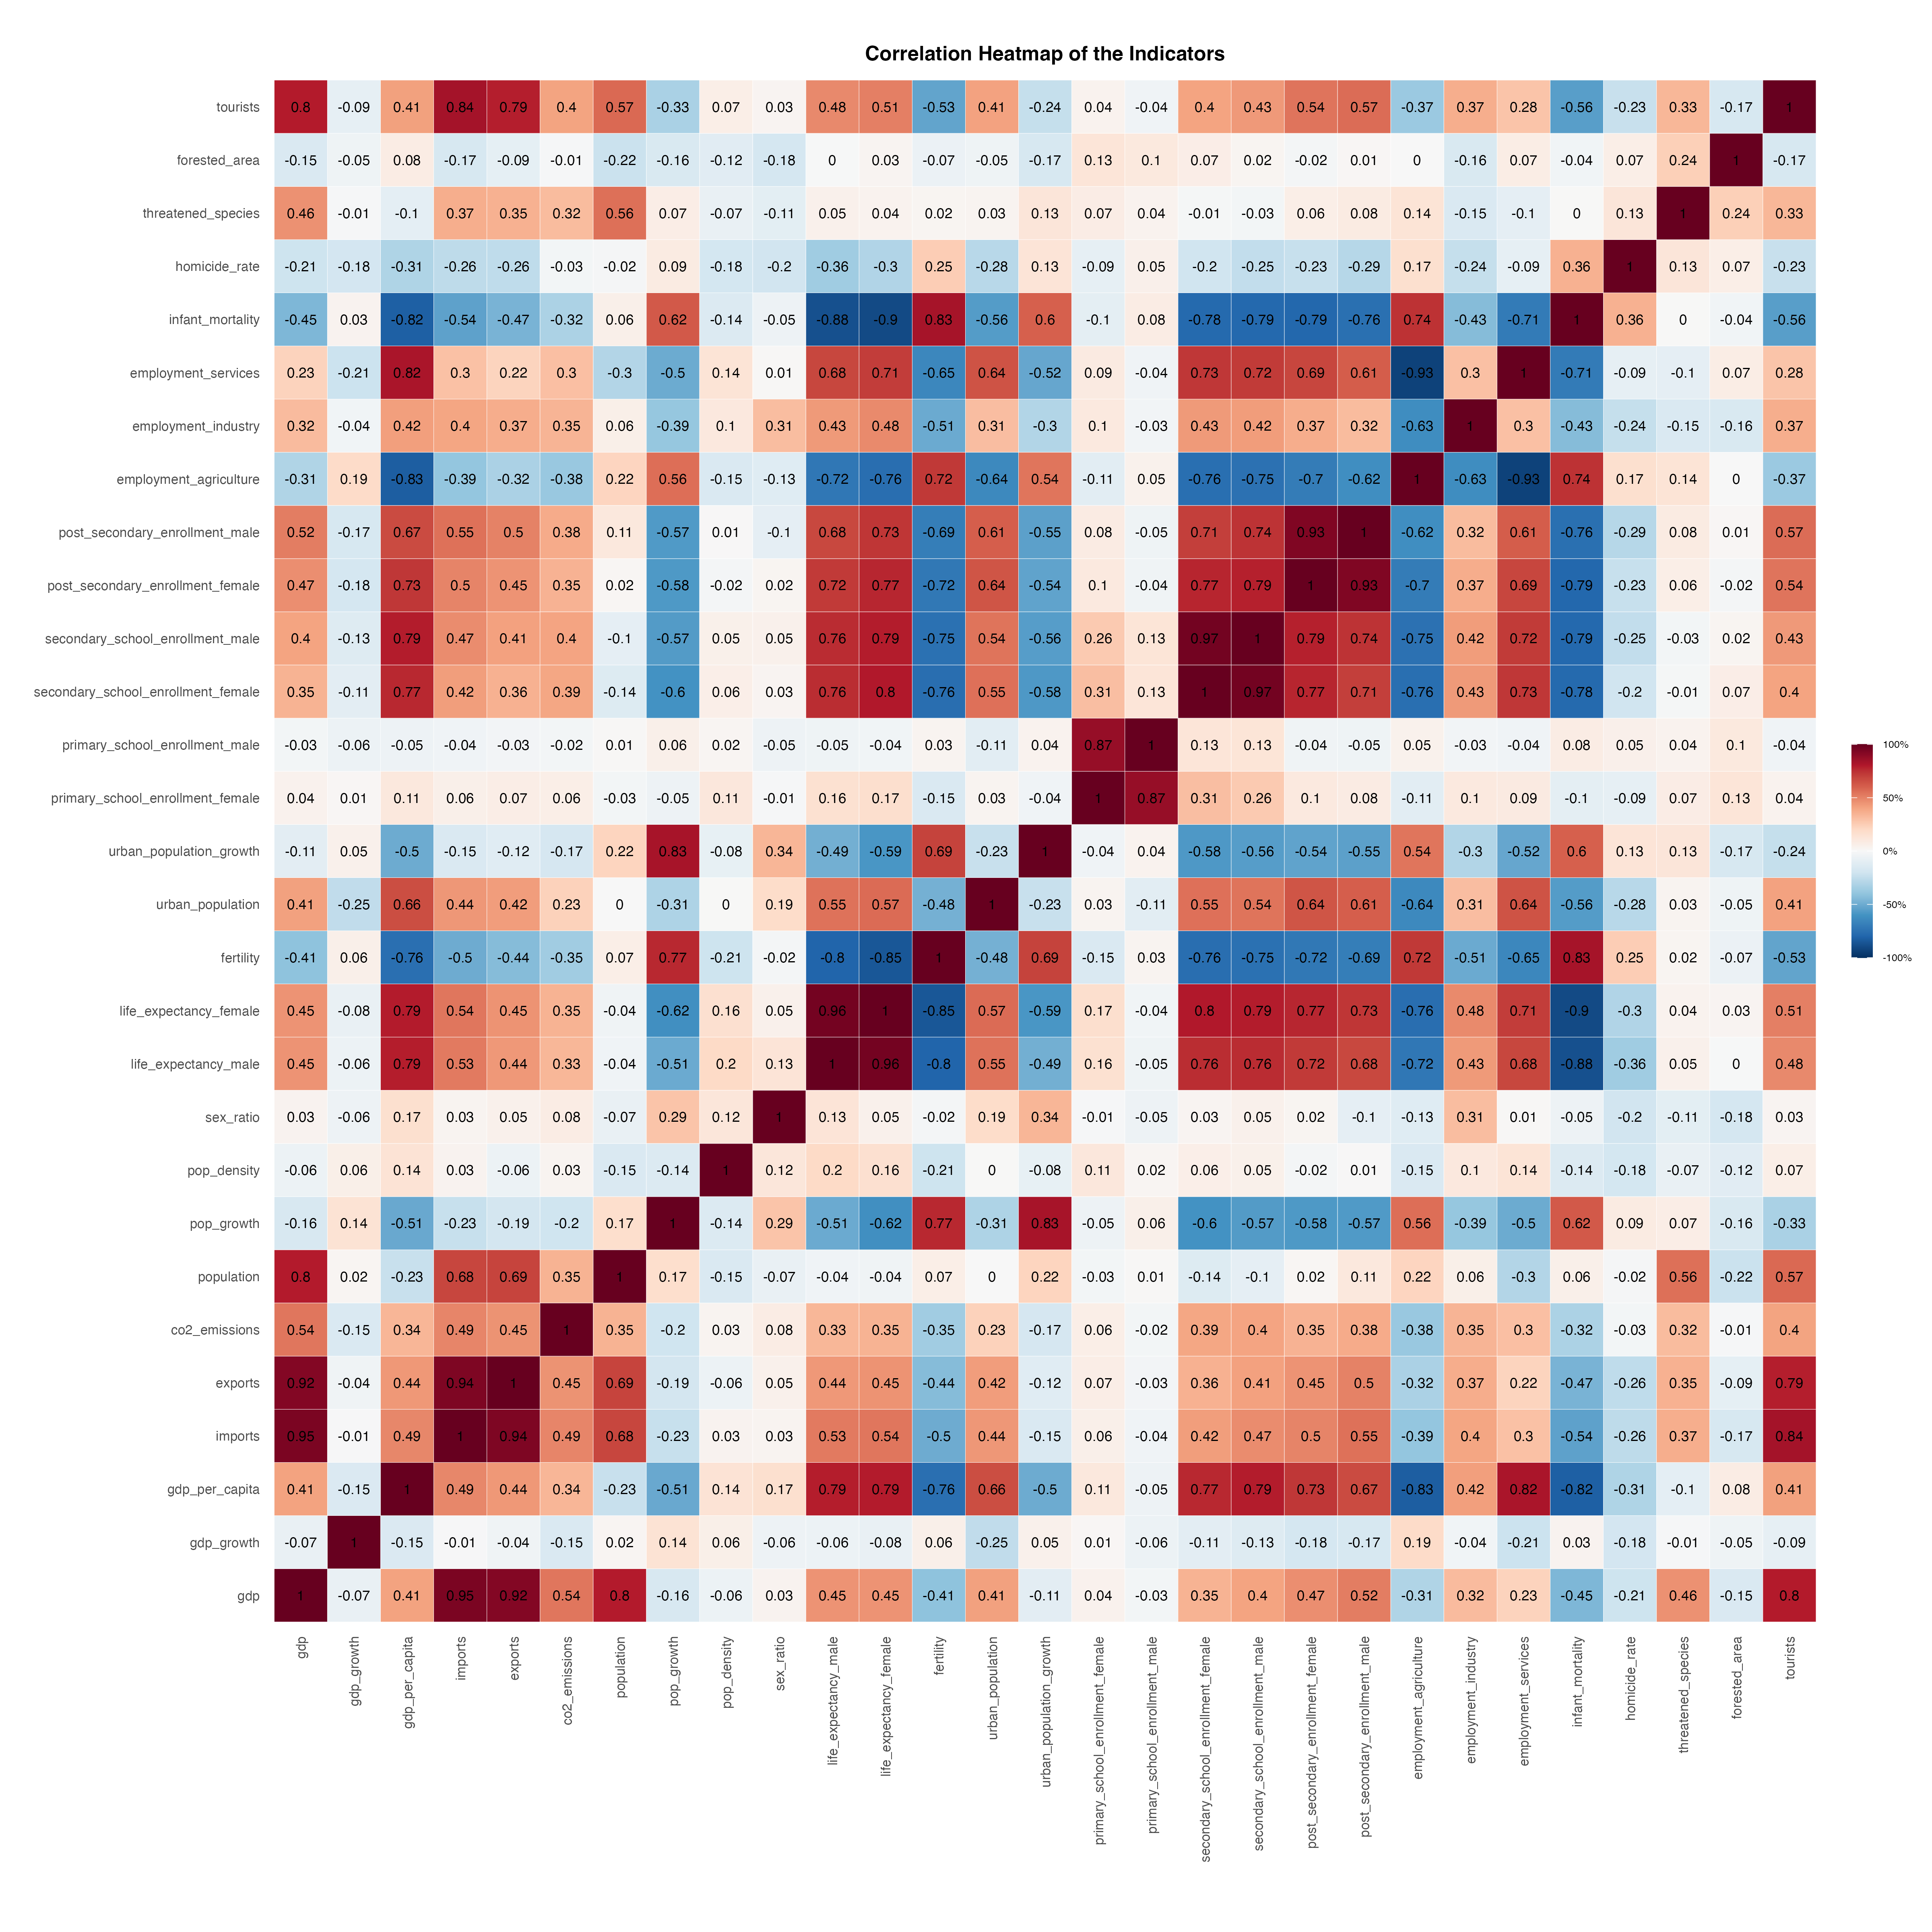 Correlation Heatmap of the Indicators
tourists 0.8 -0.09 0.41 0.84 0.79 0.4 0.57 -0.33 0.07 0.03 0.48 0.51 -0.53 0.41 -0.24 0.04 -0.04 0.4 0.43 0.54 0.57 -0.37 0.37 0.28 -0.56 -0.23 0.33 -0.17 1
forested_area -0.15 -0.05 0.08 -0.17 -0.09 -0.01 -0.22 -0.16 -0.12 -0.18 0 0.03 -0.07 -0.05 -0.17 0.13 0.1 0.07 0.02 -0.02 0.01 0 -0.16 0.07 -0.04 0.07 0.24 1 -0.17
threatened_species 0.46 -0.01 -0.1 0.37 0.35 0.32 0.56 0.07 -0.07 -0.11 0.05 0.04 0.02 0.03 0.13 0.07 0.04 -0.01 -0.03 0.06 0.08 0.14 -0.15 -0.1 0 0.13 1 0.24 0.33
homicide_rate -0.21 -0.18 -0.31 -0.26 -0.26 -0.03 -0.02 0.09 -0.18 -0.2 -0.36 -0.3 0.25 -0.28 0.13 -0.09 0.05 -0.2 -0.25 -0.23 -0.29 0.17 -0.24 -0.09 0.36 1 0.13 0.07 -0.23
infant_mortality -0.45 0.03 -0.82 -0.54 -0.47 -0.32 0.06 0.62 -0.14 -0.05 -0.88 -0.9 0.83 -0.56 0.6 -0.1 0.08 -0.78 -0.79 -0.79 -0.76 0.74 -0.43 -0.71 1 0.36 0 -0.04 -0.56
employment_services 0.23 -0.21 0.82 0.3 0.22 0.3 -0.3 -0.5 0.14 0.01 0.68 0.71 -0.65 0.64 -0.52 0.09 -0.04 0.73 0.72 0.69 0.61 -0.93 0.3 1 -0.71 -0.09 -0.1 0.07 0.28
employment_industry 0.32 -0.04 0.42 0.4 0.37 0.35 0.06 -0.39 0.1 0.31 0.43 0.48 -0.51 0.31 -0.3 0.1 -0.03 0.43 0.42 0.37 0.32 -0.63 1 0.3 -0.43 -0.24 -0.15 -0.16 0.37
employment_agriculture -0.31 0.19 -0.83 -0.39 -0.32 -0.38 0.22 0.56 -0.15 -0.13 -0.72 -0.76 0.72 -0.64 0.54 -0.11 0.05 -0.76 -0.75 -0.7 -0.62 1 -0.63 -0.93 0.74 0.17 0.14 0 -0.37
post_secondary_enrollment_male 0.52 -0.17 0.67 0.55 0.5 0.38 0.11 -0.57 0.01 -0.1 0.68 0.73 -0.69 0.61 -0.55 0.08 -0.05 0.71 0.74 0.93 1 -0.62 0.32 0.61 -0.76 -0.29 0.08 0.01 0.57
post_secondary_enrollment_female 0.47 -0.18 0.73 0.5 0.45 0.35 0.02 -0.58 -0.02 0.02 0.72 0.77 -0.72 0.64 -0.54 0.1 -0.04 0.77 0.79 1 0.93 -0.7 0.37 0.69 -0.79 -0.23 0.06 -0.02 0.54
secondary_school_enrollment_male 0.4 -0.13 0.79 0.47 0.41 0.4 -0.1 -0.57 0.05 0.05 0.76 0.79 -0.75 0.54 -0.56 0.26 0.13 0.97 1 0.79 0.74 -0.75 0.42 0.72 -0.79 -0.25 -0.03 0.02 0.43
secondary_school_enrollment_female 0.35 -0.11 0.77 0.42 0.36 0.39 -0.14 -0.6 0.06 0.03 0.76 0.8 -0.76 0.55 -0.58 0.31 0.13 1 0.97 0.77 0.71 -0.76 0.43 0.73 -0.78 -0.2 -0.01 0.07 0.4
primary_school_enrollment_male -0.03 -0.06 -0.05 -0.04 -0.03 -0.02 0.01 0.06 0.02 -0.05 -0.05 -0.04 0.03 -0.11 0.04 0.87 1 0.13 0.13 -0.04 -0.05 0.05 -0.03 -0.04 0.08 0.05 0.04 0.1 -0.04
primary_school_enrollment_female 0.04 0.01 0.11 0.06 0.07 0.06 -0.03 -0.05 0.11 -0.01 0.16 0.17 -0.15 0.03 -0.04 1 0.87 0.31 0.26 0.1 0.08 -0.11 0.1 0.09 -0.1 -0.09 0.07 0.13 0.04
urban_population_growth -0.11 0.05 -0.5 -0.15 -0.12 -0.17 0.22 0.83 -0.08 0.34 -0.49 -0.59 0.69 -0.23 1 -0.04 0.04 -0.58 -0.56 -0.54 -0.55 0.54 -0.3 -0.52 0.6 0.13 0.13 -0.17 -0.24
urban_population 0.41 -0.25 0.66 0.44 0.42 0.23 0 -0.31 0 0.19 0.55 0.57 -0.48 1 -0.23 0.03 -0.11 0.55 0.54 0.64 0.61 -0.64 0.31 0.64 -0.56 -0.28 0.03 -0.05 0.41
fertility -0.41 0.06 -0.76 -0.5 -0.44 -0.35 0.07 0.77 -0.21 -0.02 -0.8 -0.85 1 -0.48 0.69 -0.15 0.03 -0.76 -0.75 -0.72 -0.69 0.72 -0.51 -0.65 0.83 0.25 0.02 -0.07 -0.53
life_expectancy_female 0.45 -0.08 0.79 0.54 0.45 0.35 -0.04 -0.62 0.16 0.05 0.96 1 -0.85 0.57 -0.59 0.17 -0.04 0.8 0.79 0.77 0.73 -0.76 0.48 0.71 -0.9 -0.3 0.04 0.03 0.51
life_expectancy_male 0.45 -0.06 0.79 0.53 0.44 0.33 -0.04 -0.51 0.2 0.13 1 0.96 -0.8 0.55 -0.49 0.16 -0.05 0.76 0.76 0.72 0.68 -0.72 0.43 0.68 -0.88 -0.36 0.05 0 0.48
sex_ratio 0.03 -0.06 0.17 0.03 0.05 0.08 -0.07 0.29 0.12 1 0.13 0.05 -0.02 0.19 0.34 -0.01 -0.05 0.03 0.05 0.02 -0.1 -0.13 0.31 0.01 -0.05 -0.2 -0.11 -0.18 0.03
pop_density -0.06 0.06 0.14 0.03 -0.06 0.03 -0.15 -0.14 1 0.12 0.2 0.16 -0.21 0 -0.08 0.11 0.02 0.06 0.05 -0.02 0.01 -0.15 0.1 0.14 -0.14 -0.18 -0.07 -0.12 0.07
pop_growth -0.16 0.14 -0.51 -0.23 -0.19 -0.2 0.17 1 -0.14 0.29 -0.51 -0.62 0.77 -0.31 0.83 -0.05 0.06 -0.6 -0.57 -0.58 -0.57 0.56 -0.39 -0.5 0.62 0.09 0.07 -0.16 -0.33
population 0.8 0.02 -0.23 0.68 0.69 0.35 1 0.17 -0.15 -0.07 -0.04 -0.04 0.07 0 0.22 -0.03 0.01 -0.14 -0.1 0.02 0.11 0.22 0.06 -0.3 0.06 -0.02 0.56 -0.22 0.57
co2_emissions 0.54 -0.15 0.34 0.49 0.45 1 0.35 -0.2 0.03 0.08 0.33 0.35 -0.35 0.23 -0.17 0.06 -0.02 0.39 0.4 0.35 0.38 -0.38 0.35 0.3 -0.32 -0.03 0.32 -0.01 0.4
exports 0.92 -0.04 0.44 0.94 1 0.45 0.69 -0.19 -0.06 0.05 0.44 0.45 -0.44 0.42 -0.12 0.07 -0.03 0.36 0.41 0.45 0.5 -0.32 0.37 0.22 -0.47 -0.26 0.35 -0.09 0.79
imports 0.95 -0.01 0.49 1 0.94 0.49 0.68 -0.23 0.03 0.03 0.53 0.54 -0.5 0.44 -0.15 0.06 -0.04 0.42 0.47 0.5 0.55 -0.39 0.4 0.3 -0.54 -0.26 0.37 -0.17 0.84
gdp_per_capita 0.41 -0.15 1 0.49 0.44 0.34 -0.23 -0.51 0.14 0.17 0.79 0.79 -0.76 0.66 -0.5 0.11 -0.05 0.77 0.79 0.73 0.67 -0.83 0.42 0.82 -0.82 -0.31 -0.1 0.08 0.41
gdp_growth -0.07 1 -0.15 -0.01 -0.04 -0.15 0.02 0.14 0.06 -0.06 -0.06 -0.08 0.06 -0.25 0.05 0.01 -0.06 -0.11 -0.13 -0.18 -0.17 0.19 -0.04 -0.21 0.03 -0.18 -0.01 -0.05 -0.09
gdp 1 -0.07 0.41 0.95 0.92 0.54 0.8 -0.16 -0.06 0.03 0.45 0.45 -0.41 0.41 -0.11 0.04 -0.03 0.35 0.4 0.47 0.52 -0.31 0.32 0.23 -0.45 -0.21 0.46 -0.15 0.8
gdp
gdp_growth
gdp_per_capita
imports
exports
co2_emissions
population
pop_growth
pop_density
sex_ratio
life_expectancy_male
life_expectancy_female
fertility
urban_population
urban_population_growth
primary_school_enrollment_female
primary_school_enrollment_male
secondary_school_enrollment_female
secondary_school_enrollment_male
post_secondary_enrollment_female
post_secondary_enrollment_male
employment_agriculture
employment_industry
employment_services
infant_mortality
homicide_rate
threatened_species
forested_area
tourists
100%
50%
0%
-50%
-100%